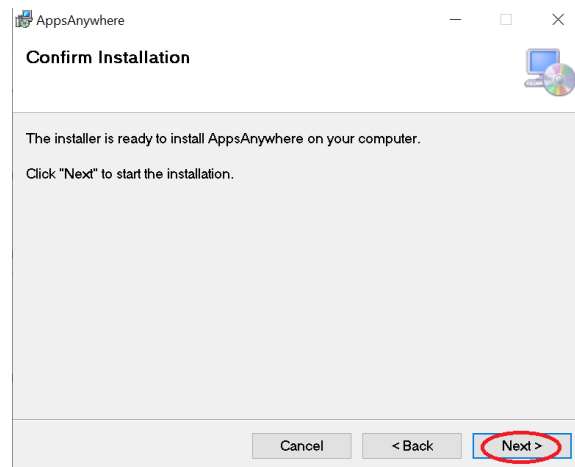 AppsAnywhere
Confirm Installation
The installer is ready to install AppsAnywhere on your computer.
Click "Next" to start the installation.
Cancel
< Back
Next >